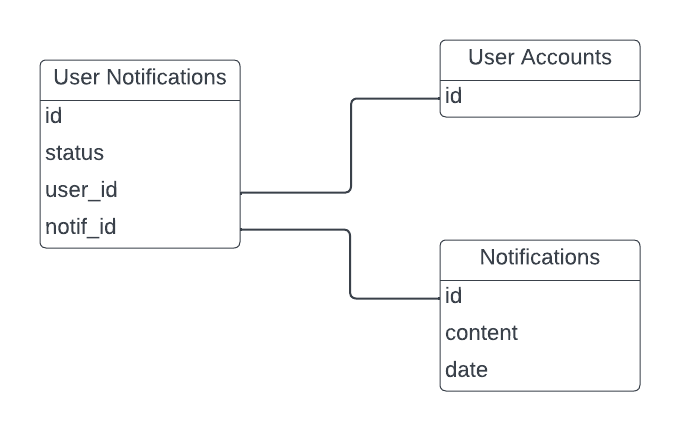 User Notifications
id
status
user_id
notif_id
User Accounts
id
Notifications
id
content
date